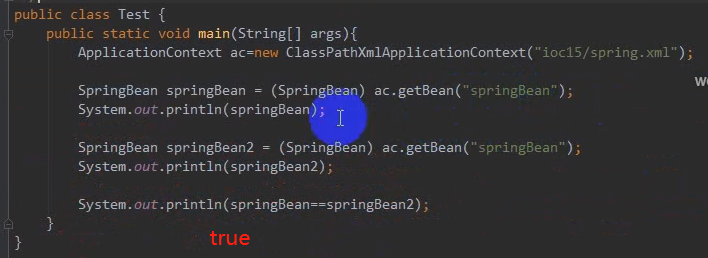 public class Test {
public static void main(String[] args){
ApplicationContext ac=new ClassPathXmlApplicationContext("ioc15/spring.xml");
SpringBean springBean = (SpringBean) ac.getBean("springBean");
System.out.println(springBean);
SpringBean springBean2 = (SpringBean) ac.getBean("springBean");
System.out.println(springBean2);
System.out.println(springBean==springBean2);
}
true
}